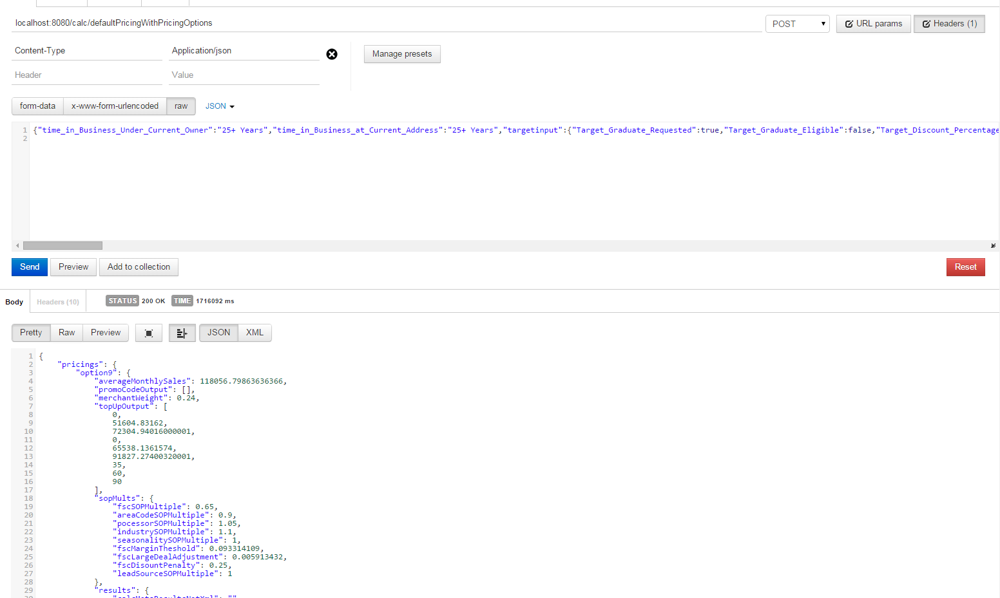 localhost:8080/calc/defaultPricingWithPricingOptions POST URL params Headers (1)
Content-Type Application/json Manage presets
Header Value
form-data x-www-form-urlencoded raw JSON
1 {"time_in_Business_Under_Current_Owner":"25+ Years","time_in_Business_at_Current_Address":"25+ Years","targetinput":{"Target_Graduate_Requested":true,"Target_Graduate_Eligible":false,"Target_Discount_Percentage
2
Send Preview Add to collection Reset
Body Headers (10) STATUS 200 OK TIME 1716092 ms
Pretty Raw Preview JSON XML
1 {
2 "pricings": {
3 "option9": {
4 "averageMonthlySales": 118056.79863636366,
5 "promoCodeOutput": [],
6 "merchantWeight": 0.24,
7 "topUpOutput": [
8 0,
9 51604.83162,
10 72304.94016000001,
11 0,
12 65538.1361574,
13 91827.27400320001,
14 35,
15 60,
16 90
17 ],
18 "sopMults": {
19 "fscSOPMultiple": 0.65,
20 "areaCodeSOPMultiple": 0.9,
21 "pocessorSOPMultiple": 1.05,
22 "industrySOPMultiple": 1.1,
23 "seasonalitySOPMultiple": 1,
24 "fscMarginTheshold": 0.093314109,
25 "fscLargeDealAdjustment": 0.005913432,
26 "fscDisountPenalty": 0.25,
27 "leadSourceSOPMultiple": 1
28 },
29 "results": {